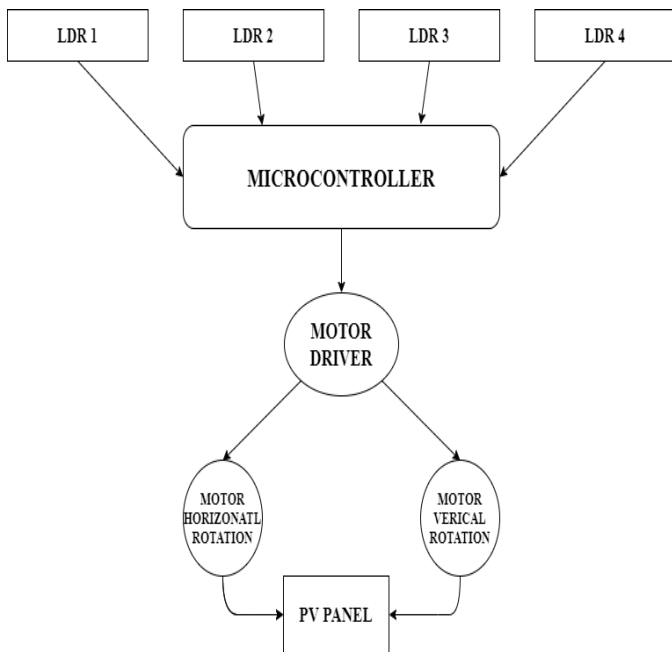 LDR 1
LDR 2
LDR 3
LDR 4
MICROCONTROLLER
MOTOR
DRIVER
MOTOR
HORIZONATL
ROTATION
MOTOR
VERICAL
ROTATION
PV PANEL